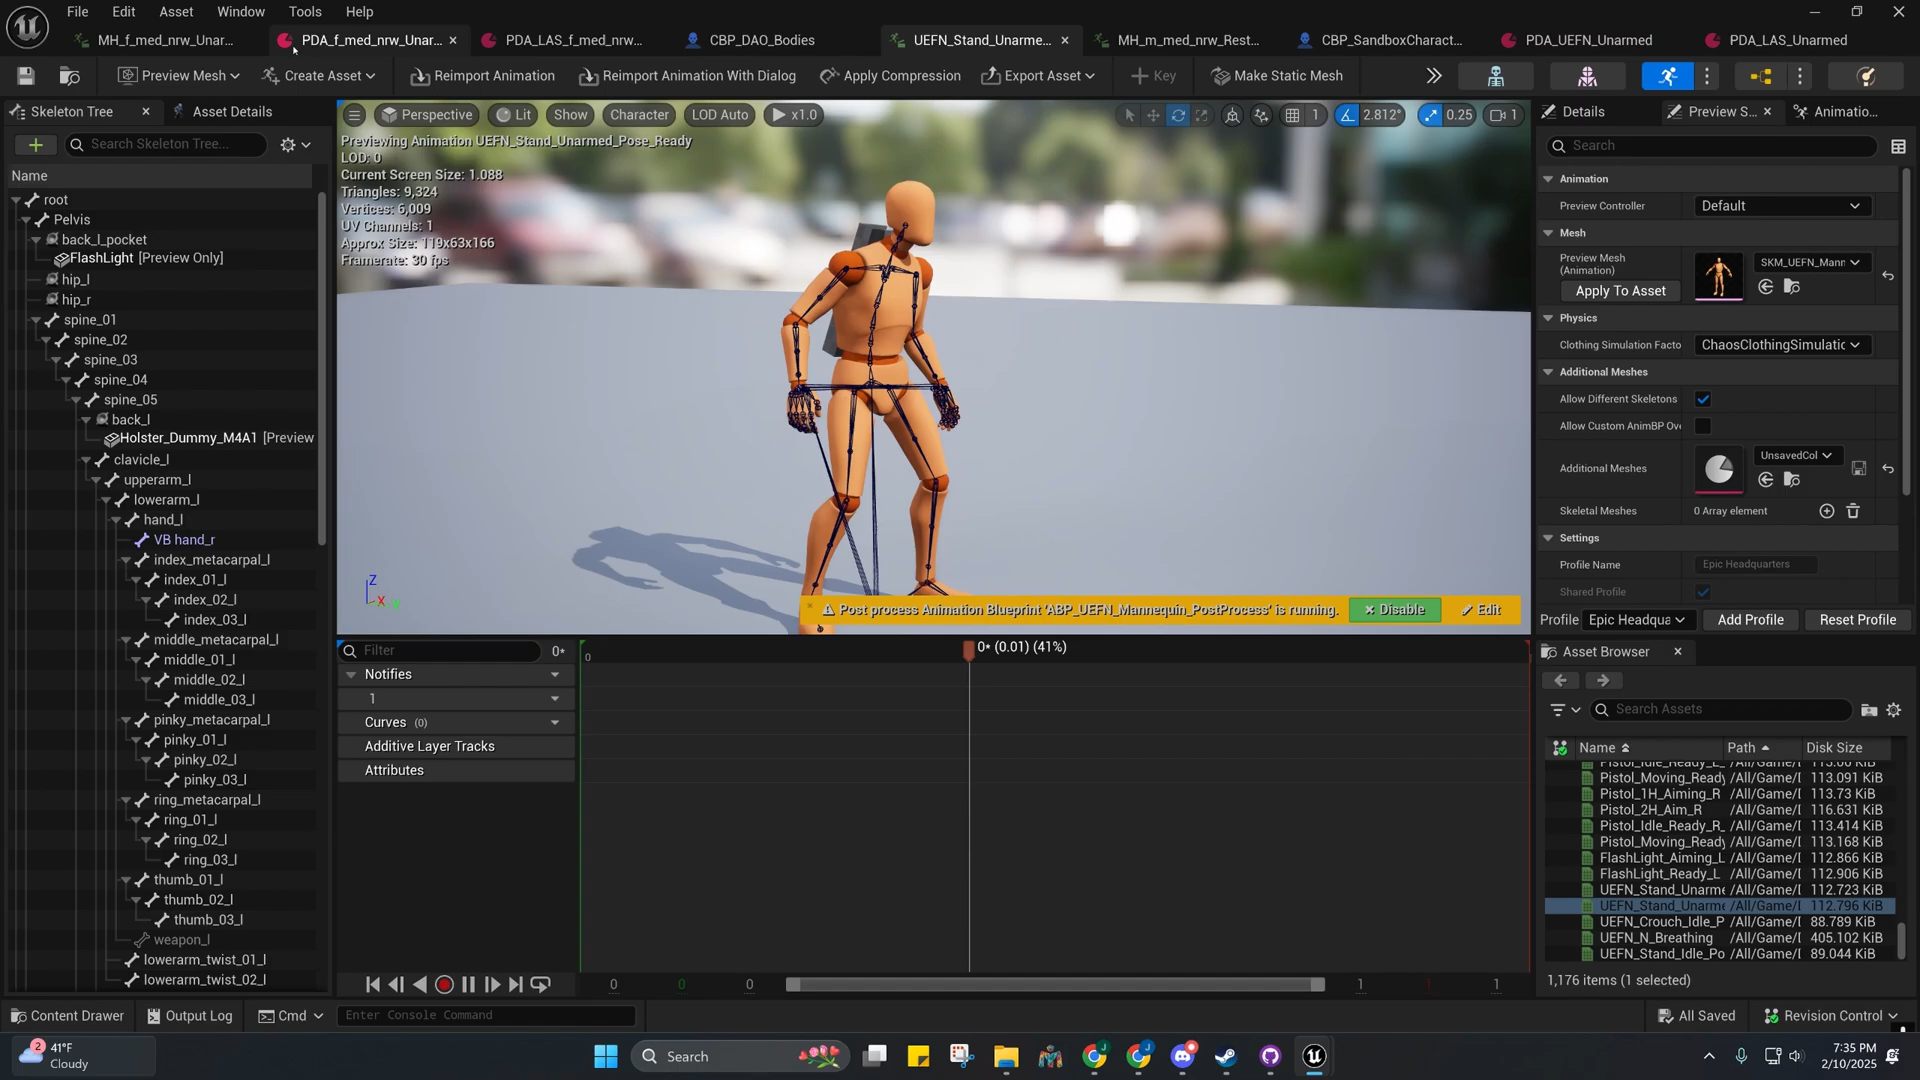 File Edit Asset Window Tools Help
MH_f_med_nrw_Unar... PDA_f_med_nrw_Unar... PDA_LAS_f_med_nrw... CBP_DAO_Bodies UEFN_Stand_Unarme... MH_m_med_nrw_Rest... CBP_SandboxCharact... PDA_UEFN_Unarmed PDA_LAS_Unarmed
Preview Mesh Create Asset Reimport Animation Reimport Animation With Dialog Apply Compression Export Asset Key Make Static Mesh
Skeleton Tree Asset Details
Search Skeleton Tree...
Name
root
Pelvis
back_l_pocket
FlashLight [Preview Only]
hip_l
hip_r
spine_01
spine_02
spine_03
spine_04
spine_05
back_l
Holster_Dummy_M4A1 [Preview
clavicle_l
upperarm_l
lowerarm_l
hand_l
VB hand_r
index_metacarpal_l
index_01_l
index_02_l
index_03_l
middle_metacarpal_l
middle_01_l
middle_02_l
middle_03_l
pinky_metacarpal_l
pinky_01_l
pinky_02_l
pinky_03_l
ring_metacarpal_l
ring_01_l
ring_02_l
ring_03_l
thumb_01_l
thumb_02_l
thumb_03_l
weapon_l
lowerarm_twist_01_l
lowerarm_twist_02_l
Perspective Lit Show Character LOD Auto x1.0 1 2.812° 0.25 1
Previewing Animation UEFN_Stand_Unarmed_Pose_Ready
LOD: 0
Current Screen Size: 1.088
Triangles: 9,324
Vertices: 6,009
UV Channels: 1
Approx Size: 119x63x166
Framerate: 30 fps
Z
X
Y
Post process Animation Blueprint 'ABP_UEFN_Mannequin_PostProcess' is running. Disable Edit
Filter 0*
0 0* (0.01) (41%)
Notifies
1
Curves (0)
Additive Layer Tracks
Attributes
0 0 0 1 1 1
Details Preview S... Animatio...
Search
Animation
Preview Controller Default
Mesh
Preview Mesh
(Animation)
Apply To Asset
SKM_UEFN_Mann
Physics
Clothing Simulation Facto ChaosClothingSimulatic
Additional Meshes
Allow Different Skeletons
Allow Custom AnimBP Ove
Additional Meshes UnsavedCol
Skeletal Meshes 0 Array element
Settings
Profile Name Epic Headquarters
Shared Profile
Profile Epic Headqua Add Profile Reset Profile
Asset Browser
Search Assets
Name Path Disk Size
Pistol_Idle_Ready_L_ /All/Game/[ 113.06 KiB
Pistol_Moving_Ready /All/Game/[ 113.091 KiB
Pistol_1H_Aiming_R /All/Game/[ 113.73 KiB
Pistol_2H_Aim_R /All/Game/[ 116.631 KiB
Pistol_Idle_Ready_R_ /All/Game/[ 113.414 KiB
Pistol_Moving_Ready /All/Game/[ 113.168 KiB
FlashLight_Aiming_L /All/Game/[ 112.866 KiB
FlashLight_Ready_L /All/Game/[ 112.906 KiB
UEFN_Stand_Unarme /All/Game/[ 112.723 KiB
UEFN_Stand_Unarme /All/Game/[ 112.796 KiB
UEFN_Crouch_Idle_P /All/Game/[ 88.789 KiB
UEFN_N_Breathing /All/Game/[ 405.102 KiB
UEFN_Stand_Idle_Po /All/Game/[ 89.044 KiB
1,176 items (1 selected)
Content Drawer Output Log Cmd Enter Console Command All Saved Revision Control
2 41°F
Cloudy
Search
7:35 PM
2/10/2025